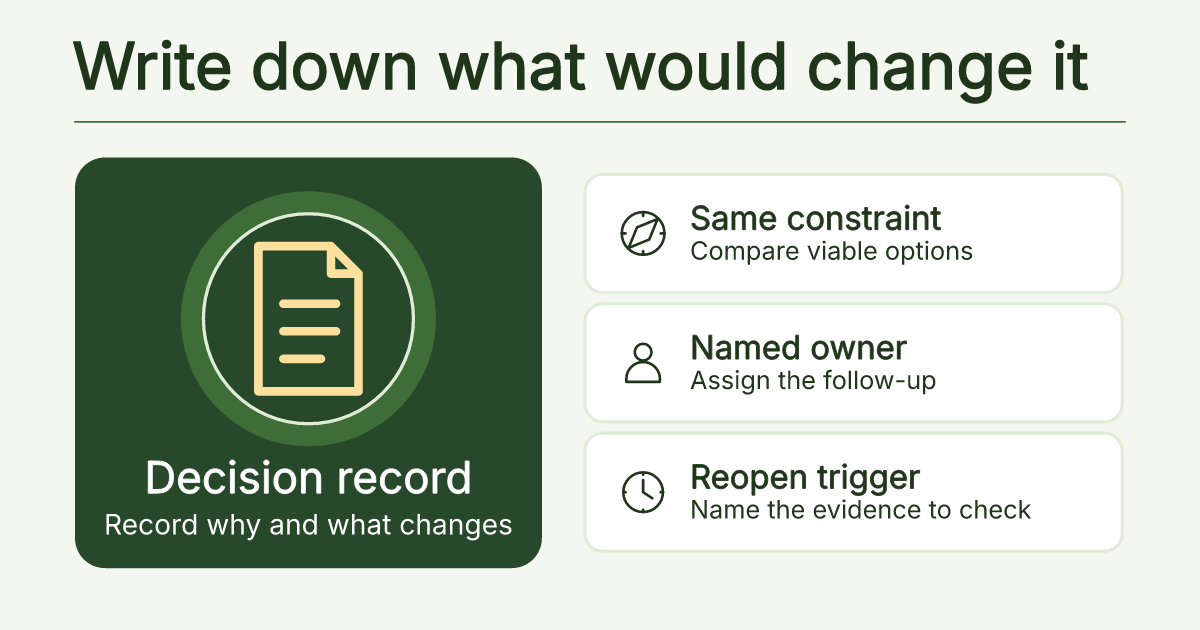 Write down what would change it
Decision record
Record why and what changes
Same constraint
Compare viable options
Named owner
Assign the follow-up
Reopen trigger
Name the evidence to check